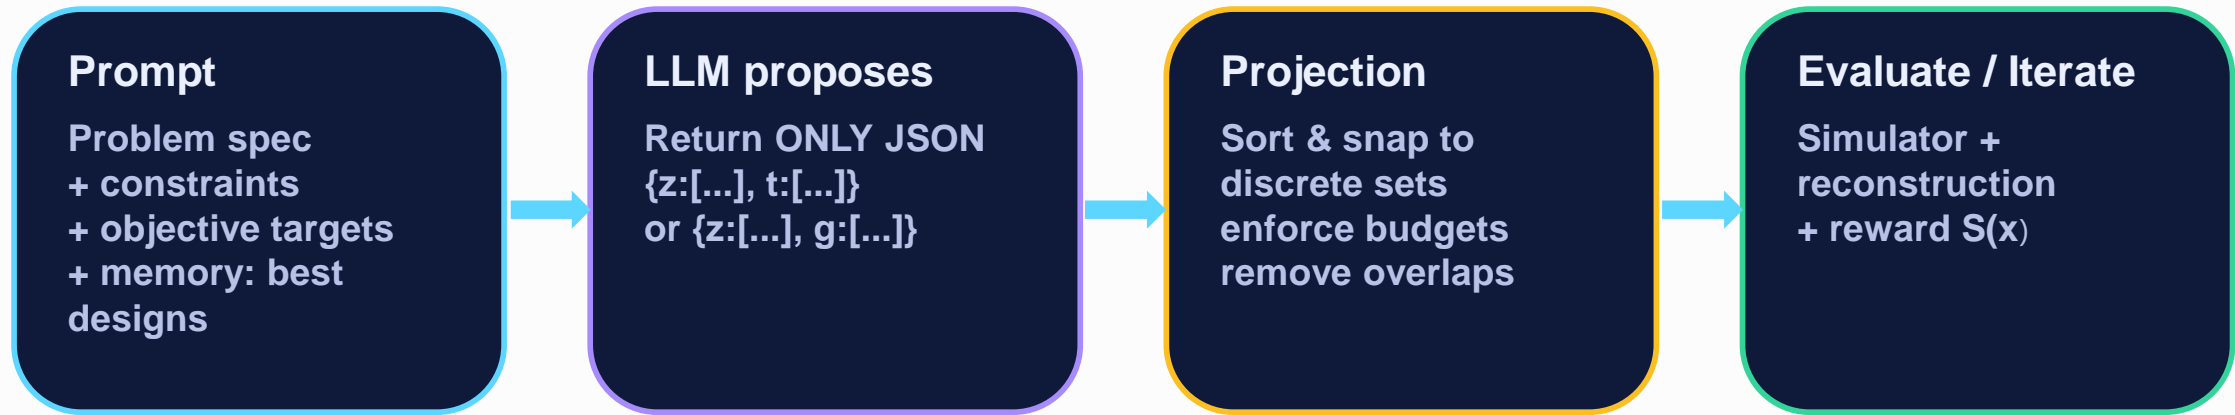 Prompt
Problem spec
+ constraints
+ objective targets
+ memory: best
designs
LLM proposes
Return ONLY JSON
{z:[...], t:[...]}
or {z:[...], g:[...]}
Projection
Sort & snap to
discrete sets
enforce budgets
remove overlaps
Evaluate / Iterate
Simulator +
reconstruction
+ reward S(x)